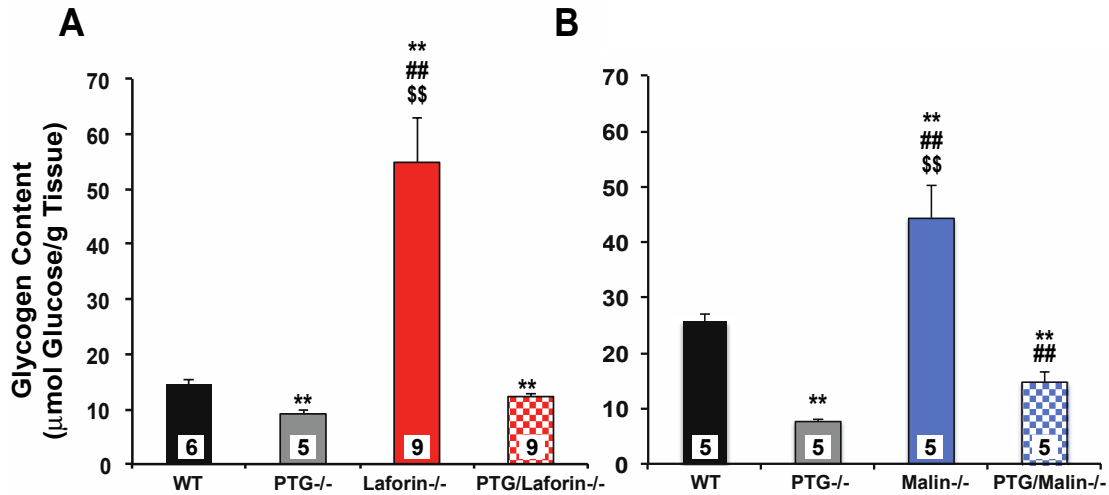 A
Glycogen Content
(μmol Glucose/g Tissue)
70
60
50
40
30
20
10
0
**
##
$$
**
**
6
5
9
9
WT
PTG-/-
Laforin-/-
PTG/Laforin-/-
B
70
60
50
40
30
20
10
0
**
##
$$
**
**
##
5
5
5
5
WT
PTG-/-
Malin-/-
PTG/Malin-/-